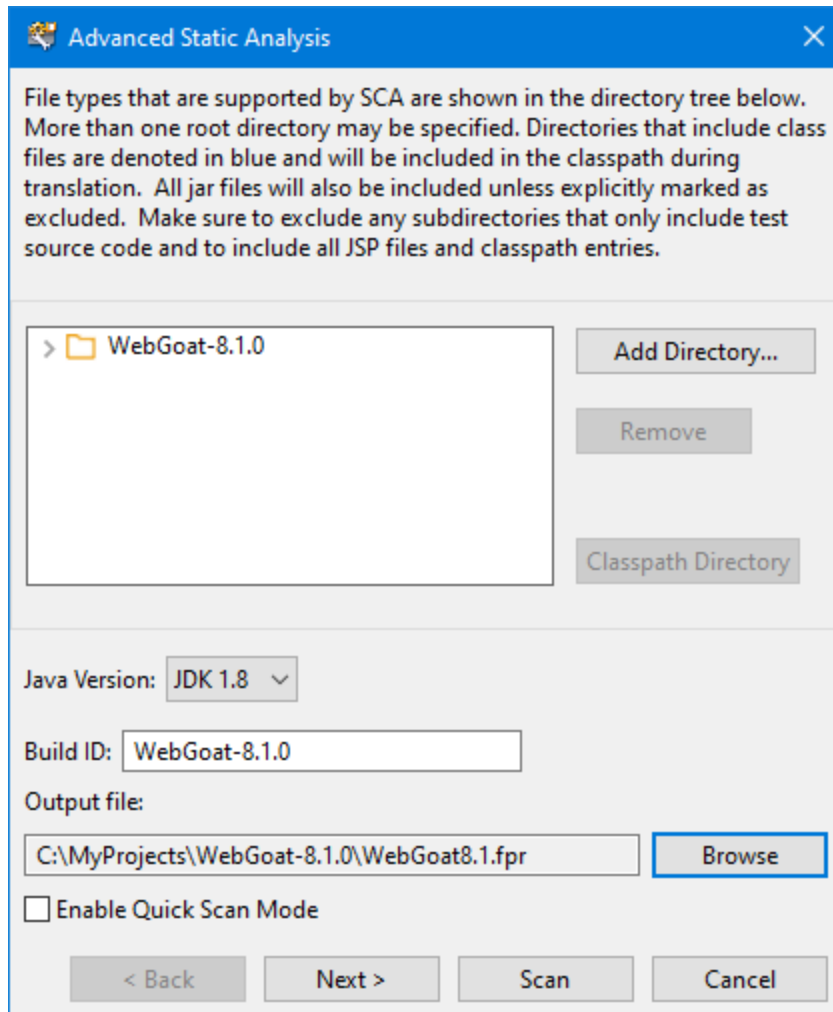 Advanced Static Analysis
File types that are supported by SCA are shown in the directory tree below.
More than one root directory may be specified. Directories that include class
files are denoted in blue and will be included in the classpath during
translation.  All jar files will also be included unless explicitly marked as
excluded.  Make sure to exclude any subdirectories that only include test
source code and to include all JSP files and classpath entries.
WebGoat-8.1.0
Add Directory...
Remove
Classpath Directory
Java Version: JDK 1.8
Build ID: WebGoat-8.1.0
Output file:
C:\MyProjects\WebGoat-8.1.0\WebGoat8.1.fpr Browse
Enable Quick Scan Mode
< Back Next > Scan Cancel